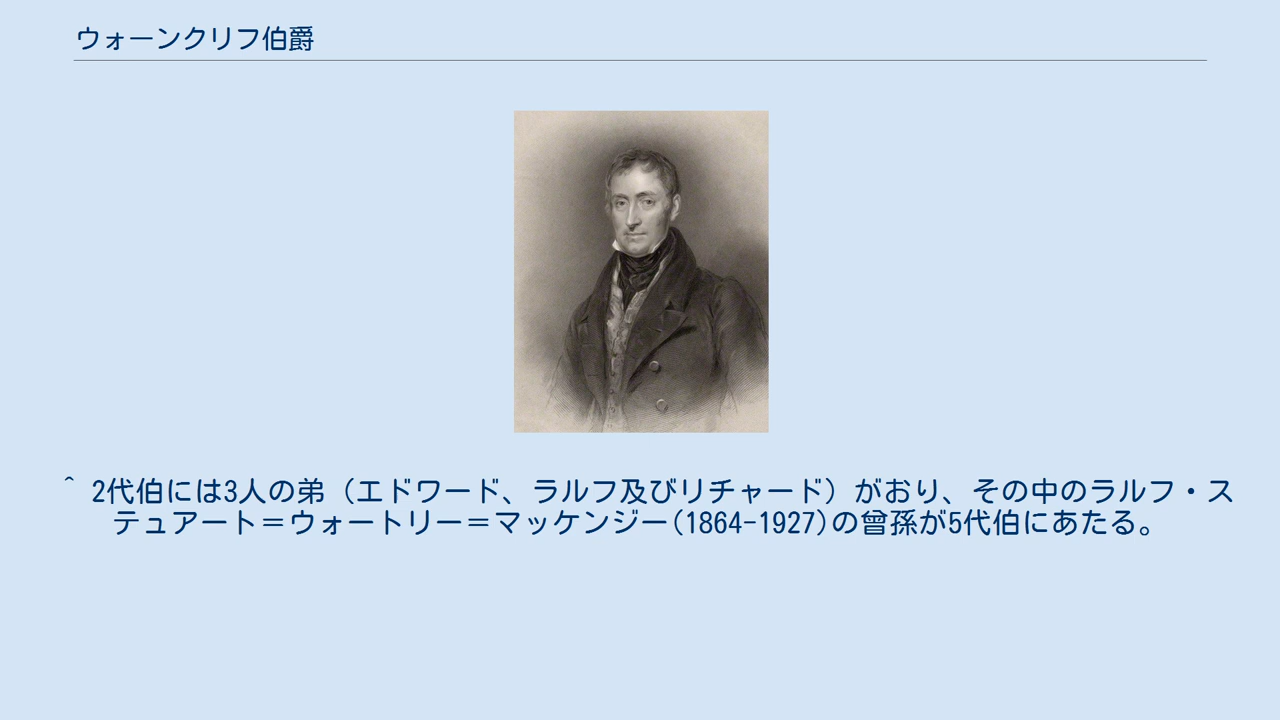 ウォーンクリフ伯爵
^ 2代伯には3人の弟（エドワード、ラルフ及びリチャード）がおり、その中のラルフ・ス
テュアート＝ウォートリー＝マッケンジー(1864-1927)の曾孫が5代伯にあたる。